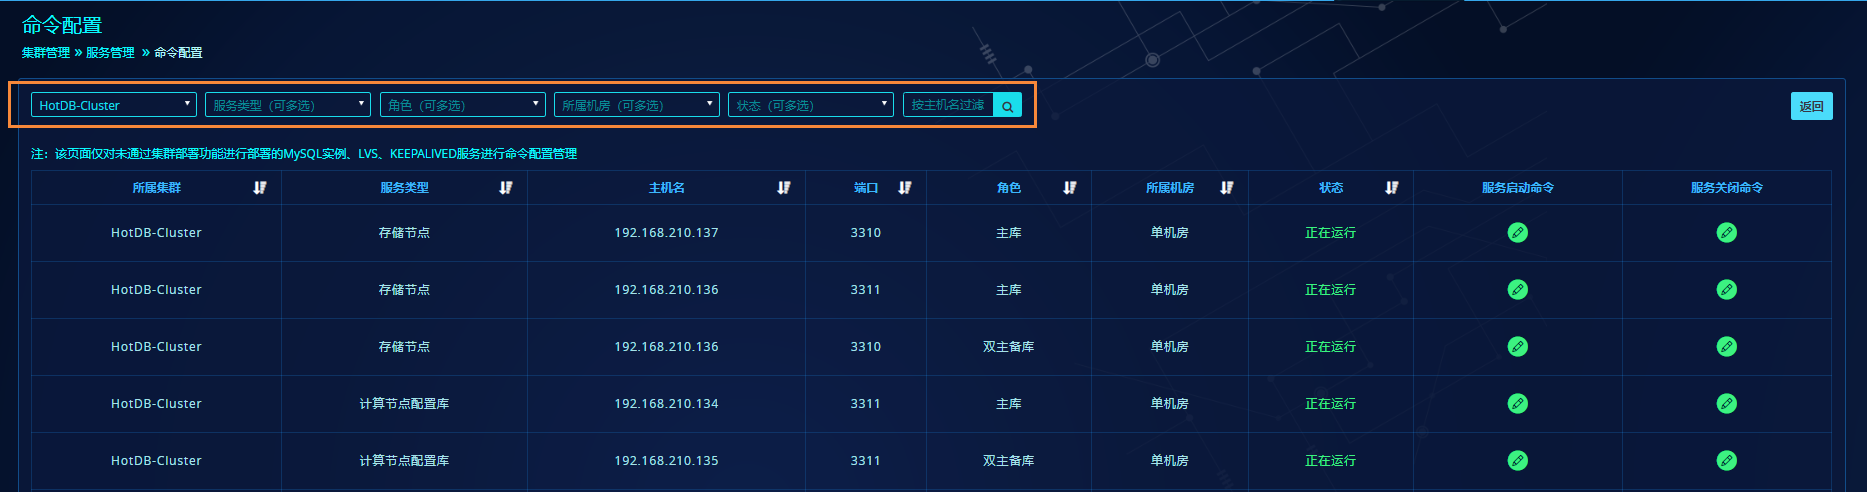 命令配置
集群管理 » 服务管理 » 命令配置
HotDB-Cluster 服务类型（可多选） 角色（可多选） 所属机房（可多选） 状态（可多选） 按主机名过滤 返回
注：该页面仅对未通过集群部署功能进行部署的MySQL实例、LVS、KEEPALIVED服务进行命令配置管理
所属集群 服务类型 主机名 端口 角色 所属机房 状态 服务启动命令 服务关闭命令
HotDB-Cluster 存储节点 192.168.210.137 3310 主库 单机房 正在运行
HotDB-Cluster 存储节点 192.168.210.136 3311 主库 单机房 正在运行
HotDB-Cluster 存储节点 192.168.210.136 3310 双主备库 单机房 正在运行
HotDB-Cluster 计算节点配置库 192.168.210.134 3311 主库 单机房 正在运行
HotDB-Cluster 计算节点配置库 192.168.210.135 3311 双主备库 单机房 正在运行